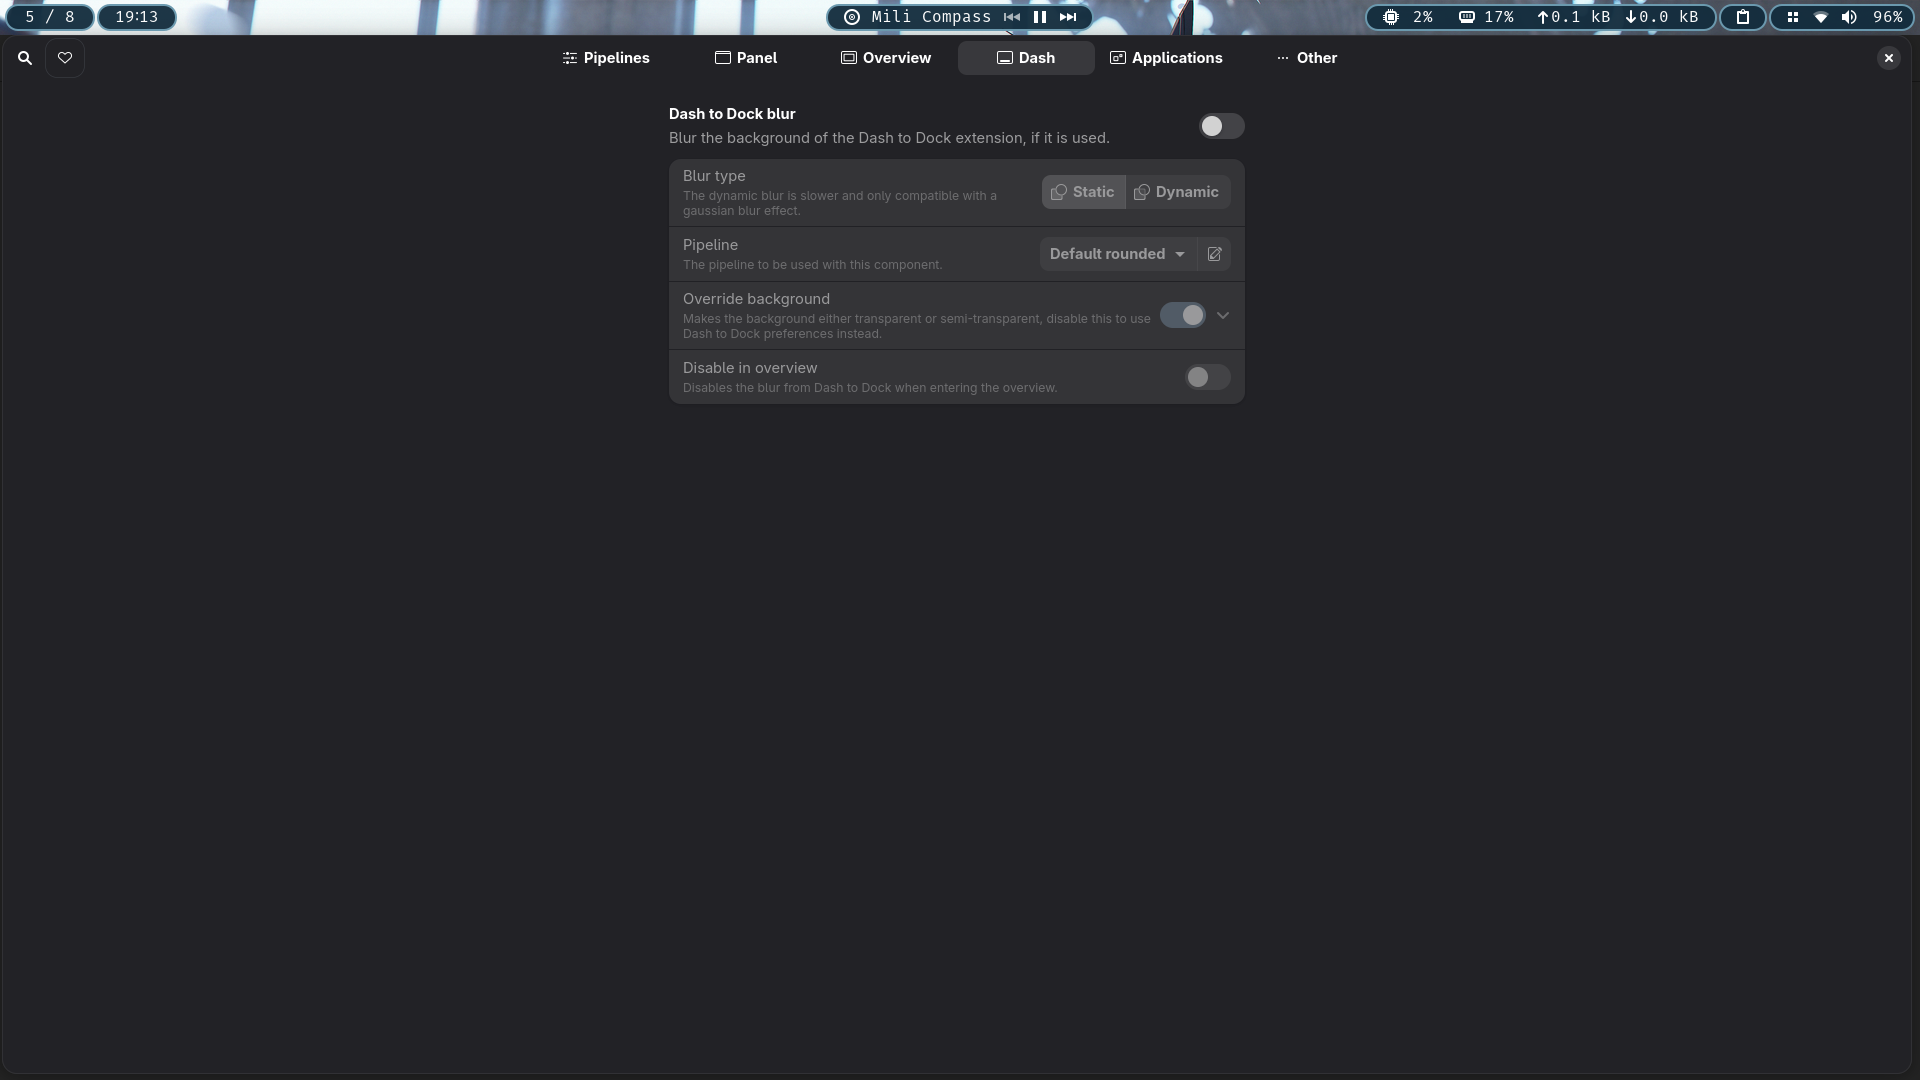 5 / 8
19:13
Mili Compass
2%
17%
↑0.1 kB ↓0.0 kB
96%
Pipelines
Panel
Overview
Dash
Applications
Other
Dash to Dock blur
Blur the background of the Dash to Dock extension, if it is used.
Blur type
The dynamic blur is slower and only compatible with a
gaussian blur effect.
Static
Dynamic
Pipeline
The pipeline to be used with this component.
Default rounded
Override background
Makes the background either transparent or semi-transparent, disable this to use
Dash to Dock preferences instead.
Disable in overview
Disables the blur from Dash to Dock when entering the overview.